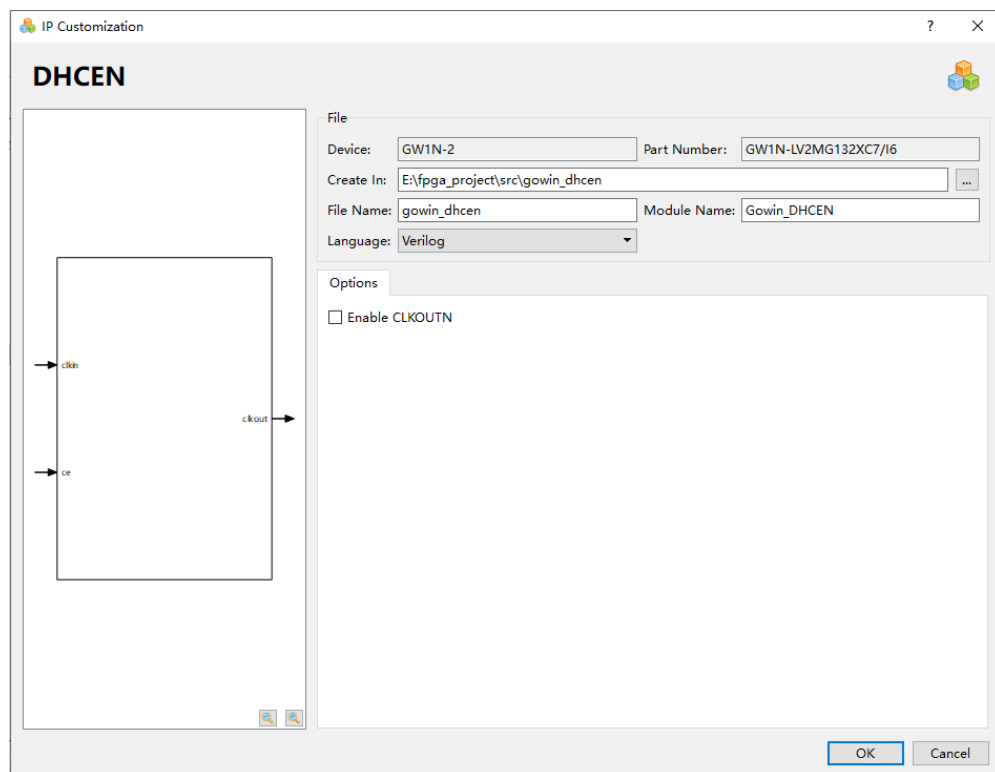 IP Customization
DHCEN
File
Device: GW1N-2 Part Number: GW1N-LV2MG132XC7/I6
Create In: E:\fpga_project\src\gowin_dhcen ...
File Name: gowin_dhcen Module Name: Gowin_DHCEN
Language: Verilog
Options
Enable CLKOUTN
clkin
clkout
ce
OK Cancel